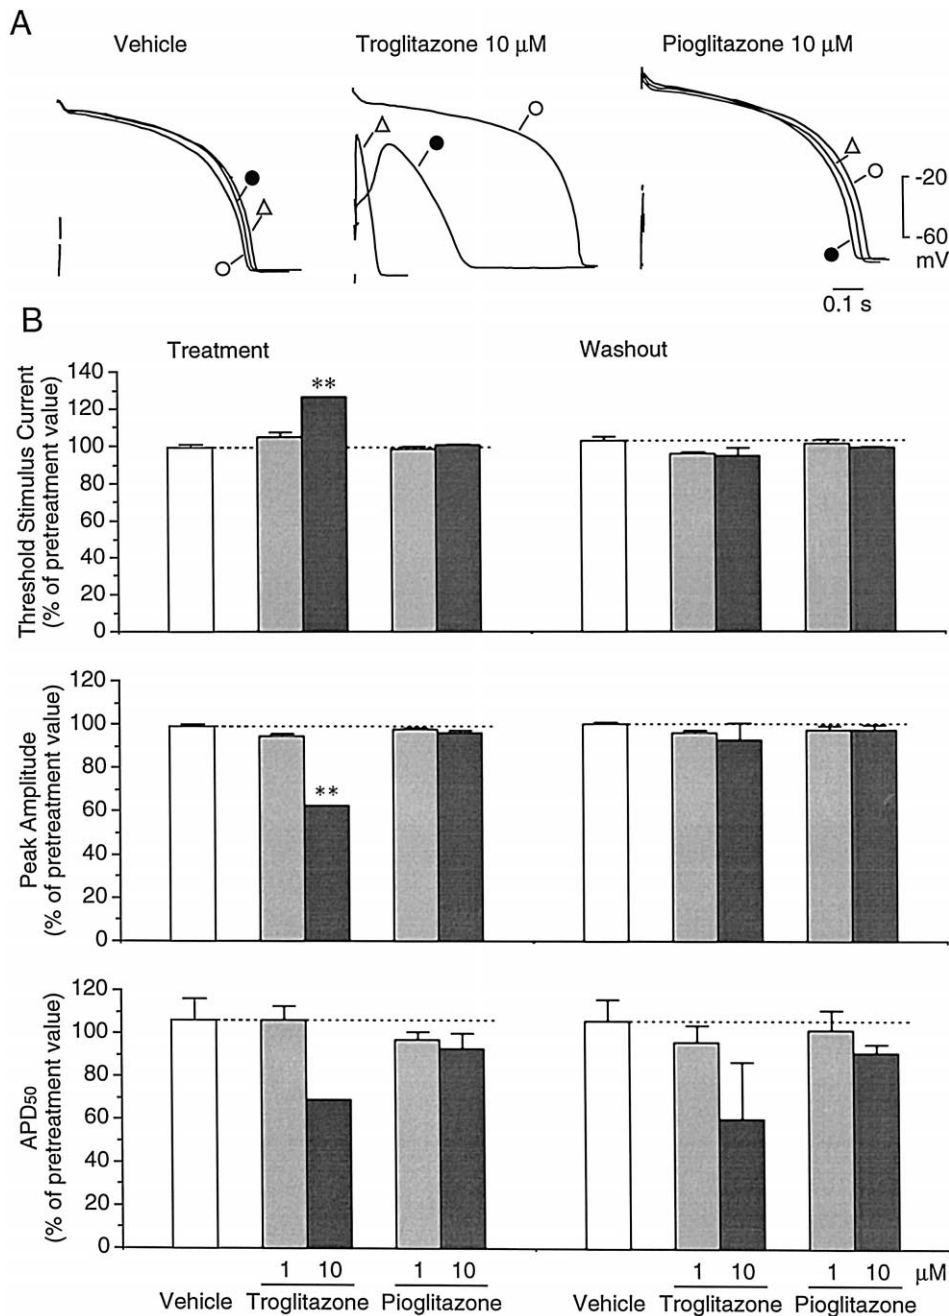 A
Vehicle
Troglitazone 10 μM
Pioglitazone 10 μM
-20
-60
mV
0.1 s
B
Treatment
Washout
Threshold Stimulus Current
(% of pretreatment value)
140
120
100
80
60
40
20
0
**
Peak Amplitude
(% of pretreatment value)
120
100
80
60
40
20
0
**
APD50
(% of pretreatment value)
120
100
80
60
40
20
0
1 10 1 10 1 10 1 10 μM
Vehicle Troglitazone Pioglitazone Vehicle Troglitazone Pioglitazone